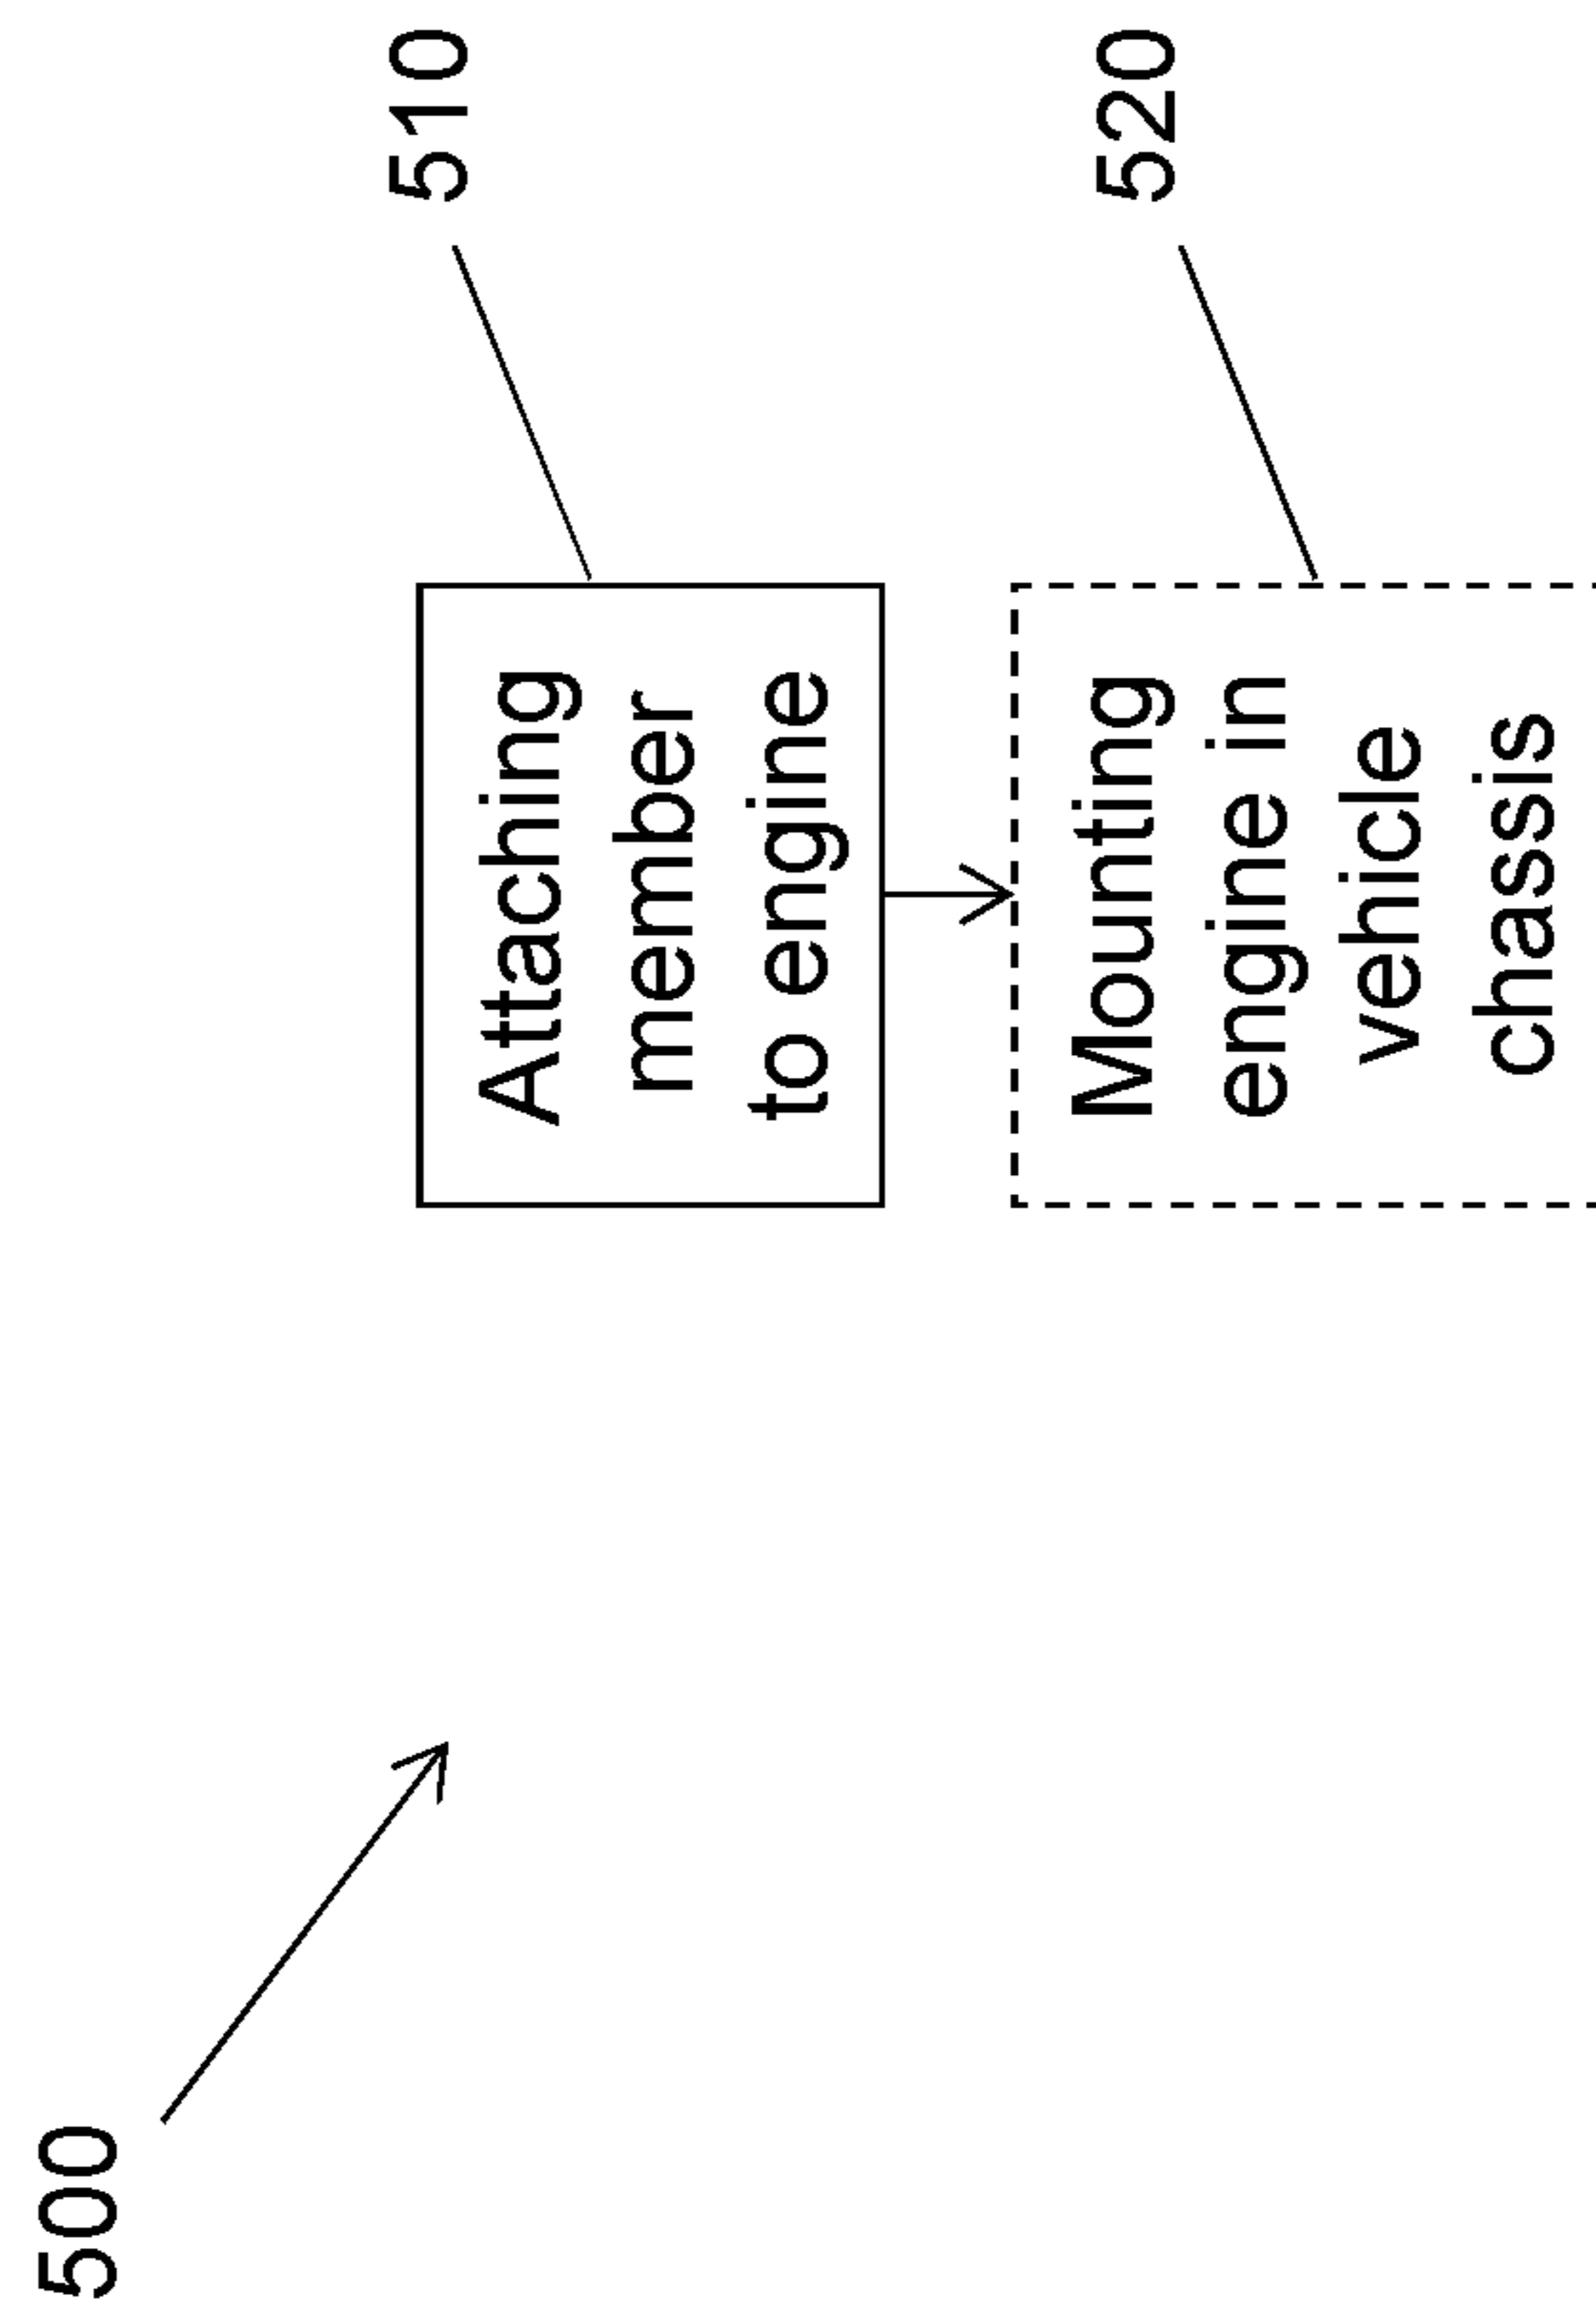 500
Attaching
member
to engine
510
Mounting
engine in
vehicle
chassis
520